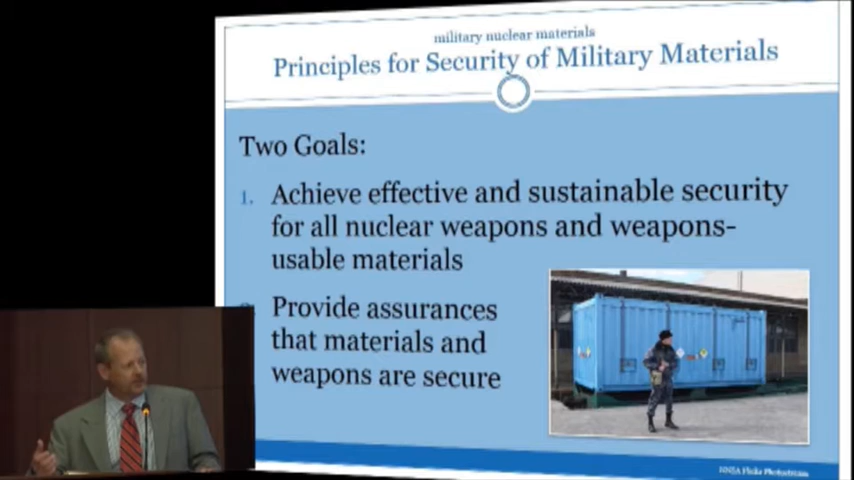 military nuclear materials
Principles for Security of Military Materials
Two Goals:
1. Achieve effective and sustainable security
for all nuclear weapons and weapons-
usable materials
Provide assurances
that materials and
weapons are secure
NNSA Flickr Photostream